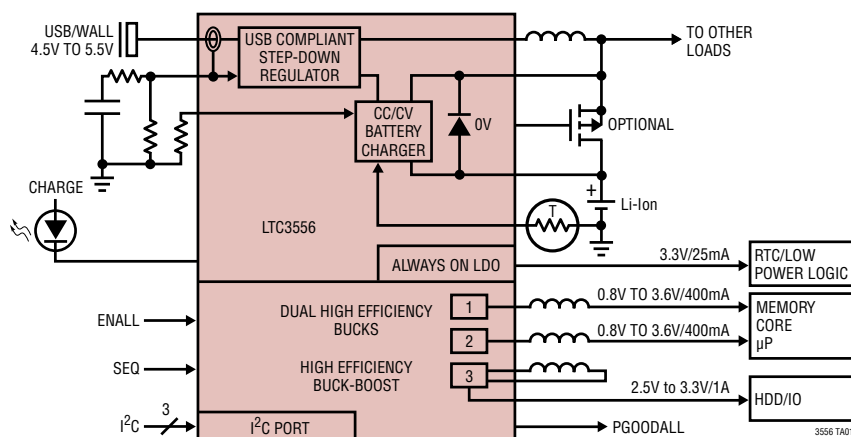 USB/WALL
4.5V TO 5.5V
USB COMPLIANT
STEP-DOWN
REGULATOR
TO OTHER
LOADS
CC/CV
BATTERY
CHARGER
0V
OPTIONAL
CHARGE
LTC3556
T
+
Li-Ion
ALWAYS ON LDO
3.3V/25mA
RTC/LOW
POWER LOGIC
ENALL
DUAL HIGH EFFICIENCY
BUCKS
1
0.8V TO 3.6V/400mA
2
0.8V TO 3.6V/400mA
MEMORY
CORE
µP
SEQ
HIGH EFFICIENCY
BUCK-BOOST
3
2.5V to 3.3V/1A
HDD/IO
I²C
3
I²C PORT
PGOODALL
3556 TA01